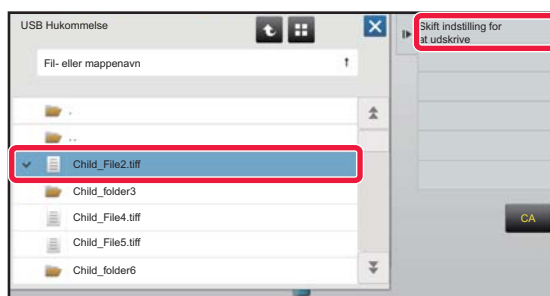 USB Hukommelse
Skift indstilling for
at udskrive
Fil- eller mappenavn
.
..
Child_File2.tiff
Child_folder3
Child_File4.tiff
Child_File5.tiff
Child_folder6
CA